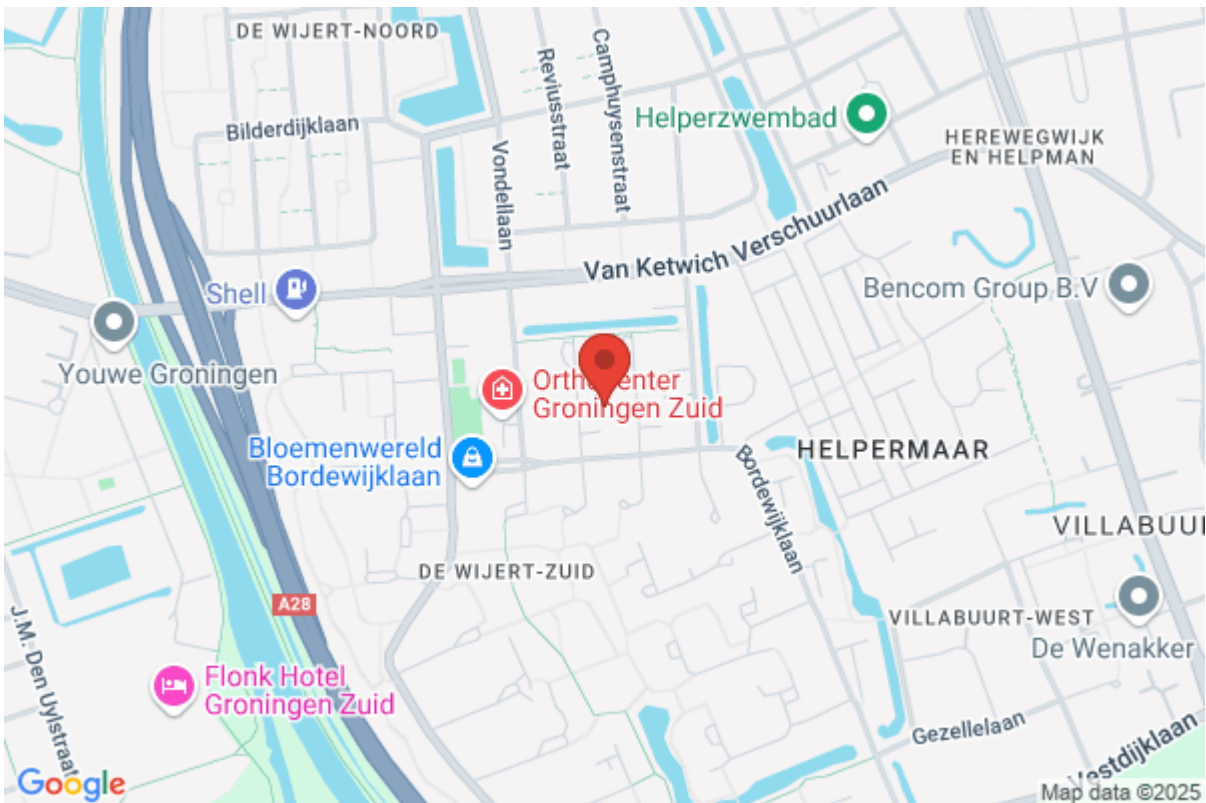 DE WIJERT-NOORD
Reviusstraat
Camphuysenstraat
Helperzwembad
Bilderdijklaan
HEREWEGWIJK
EN HELPMAN
Vondellaan
Van Ketwich Verschuurlaan
Shell
Bencom Group B.V
Youwe Groningen
Groningen Zuid
Bloemenwereld
Bordewijklaan
HELPERMAAR
Bordewijklaan
DE WIJERT-ZUID
A28
J.M. Den Uylstraat
VILLABUURT-WEST
De Wenakker
Flonk Hotel
Groningen Zuid
Gezellelaan
Google
Map data ©2025